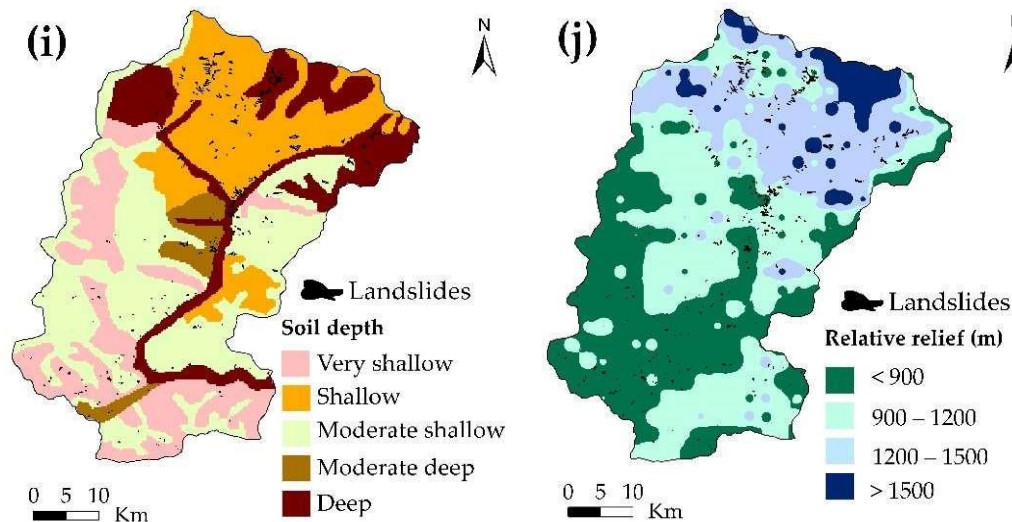 (i)
N
Landslides
Soil depth
Very shallow
Shallow
Moderate shallow
Moderate deep
Deep
0 5 10
Km
(j)
Landslides
Relative relief (m)
< 900
900 – 1200
1200 – 1500
> 1500
0 5 10
Km